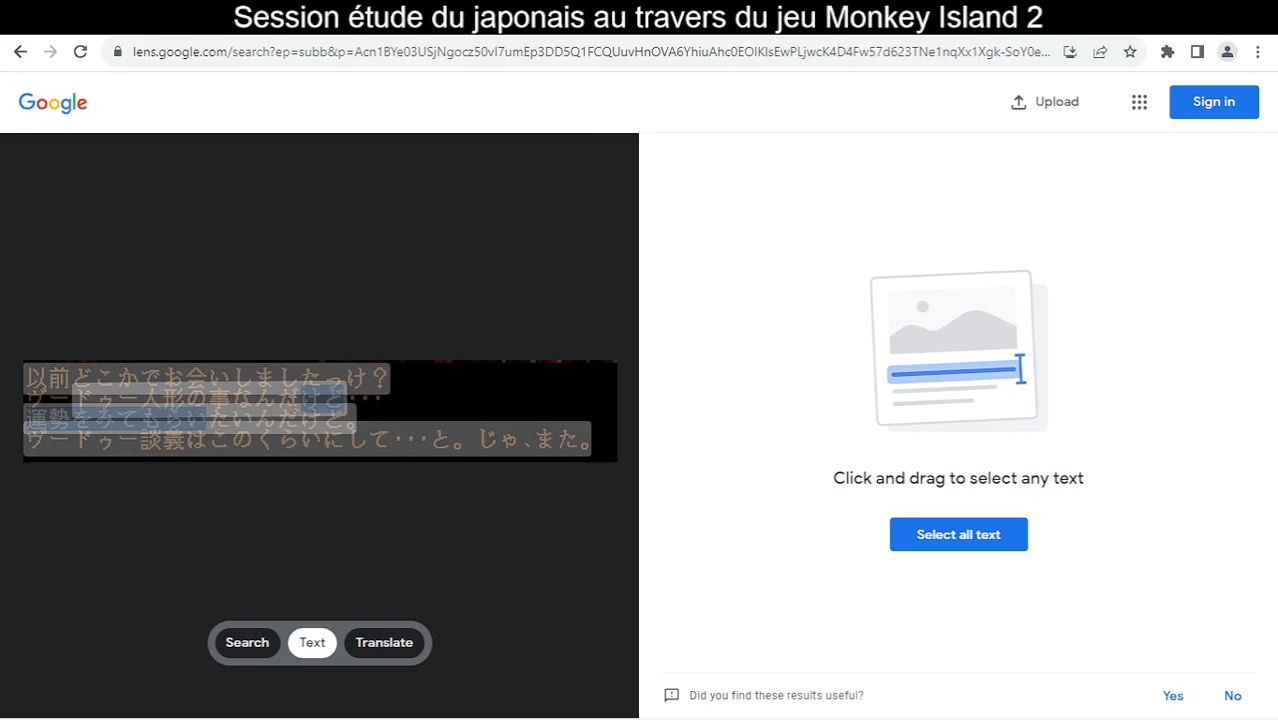 Session étude du japonais au travers du jeu Monkey Island 2
lens.google.com/search?ep=subb&p=Acn1BYe03USjNgocz50vI7umEp3DD5Q1FCQUuvHnOVA6YhiuAhc0EOIKIsEwPLjwcK4D4Fw57d623TNe1nqXx1Xgk-SoY0e...
Google
Upload
Sign in
以前どこかでお会いしましたっけ？
ヴードゥー人形の事なんだけど・・・
運勢をみてもらいたいんだけど。
ヴードゥー談義はこのくらいにして・・・と。じゃ、また。
Click and drag to select any text
Select all text
Search
Text
Translate
Did you find these results useful?
Yes
No